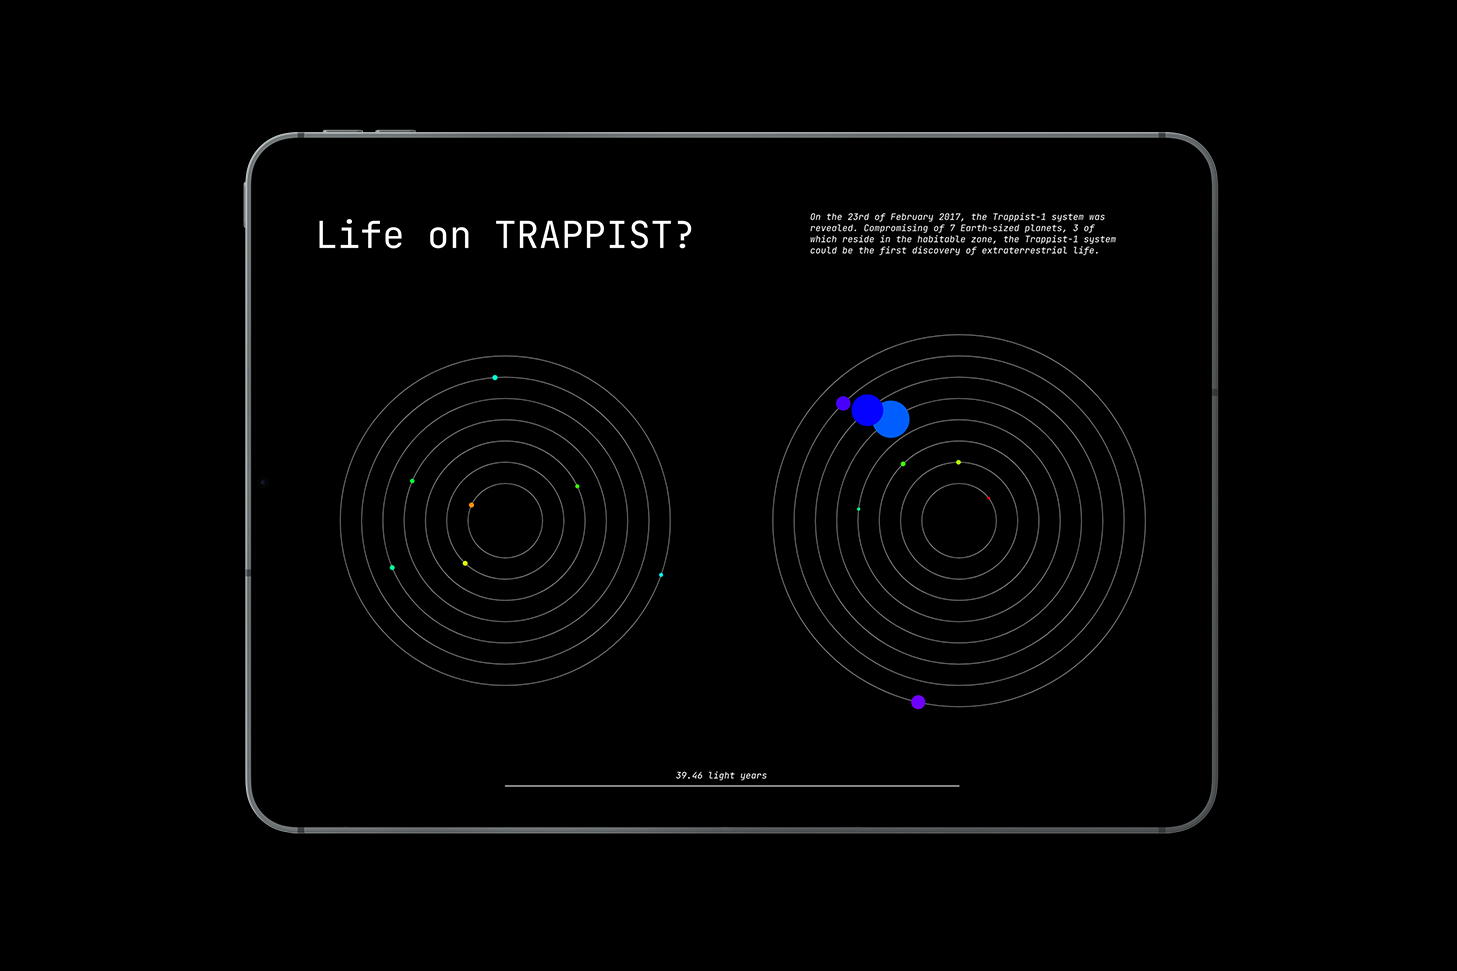 Life on TRAPPIST?
On the 23rd of February 2017, the Trappist-1 system was
revealed. Compromising of 7 Earth-sized planets, 3 of
which reside in the habitable zone, the Trappist-1 system
could be the first discovery of extraterrestrial life.
39.46 light years